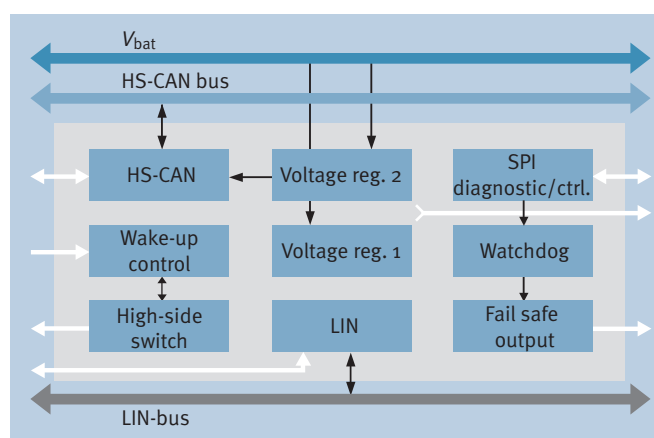 Vbat
HS-CAN bus
HS-CAN
Voltage reg. 2
SPI
diagnostic/ctrl.
Wake-up
control
Voltage reg. 1
Watchdog
High-side
switch
LIN
Fail safe
output
LIN-bus